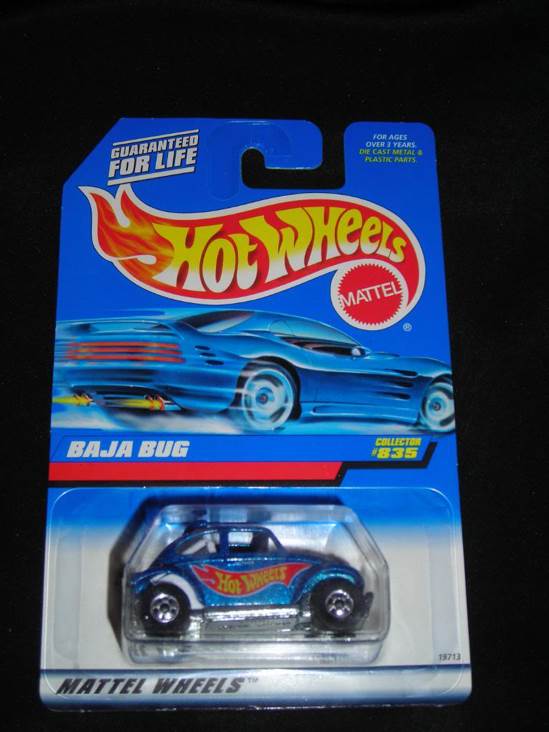 GUARANTEED
FOR LIFE
FOR AGES
OVER 3 YEARS.
DIE CAST METAL &
PLASTIC PARTS.
HOT WHEELS
MATTEL
®
BAJA BUG
COLLECTOR
#835
HOT WHEELS
19713
MATTEL WHEELS™